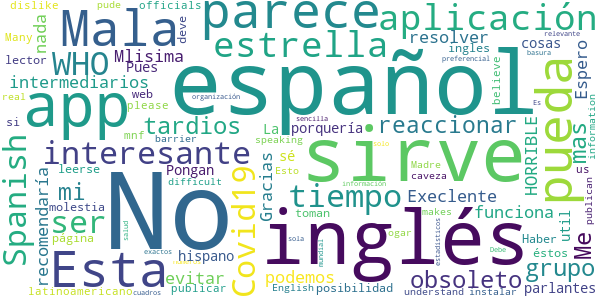 dislike pude officials
Many deve
nada
lector
intermediarios
Mala
WHO
Mlisima
Pues
parece
estrella
aplicación
resolver
ingles
cosas
Espero
relevante
preferencial
basura
app
español
web
si
real
please
organización
tardios
La
porquería
reaccionar
believe
Es
sencilla
pueda
mas
information
HORRIBLE
Spanish
interesante
mnf
barrier
speaking
Gracias
sé
sirve
No
Pongan
leerse
difficult
Esto
tiempo
Madre
caveza
Execlente
funciona
util
us
publican
Me
recomendaría
mi
ser
molestia
página
Esta
salud
Covid19
información
toman
makes
Haber
éstos
grupo
hispano
evitar
podemos
inglés
sola
mundial
ogar
estadísticos
obsoleto
Debe
parlantes
latinoamericano
publicar
exactos
cuadros
English
posibilidad
understand
instalar